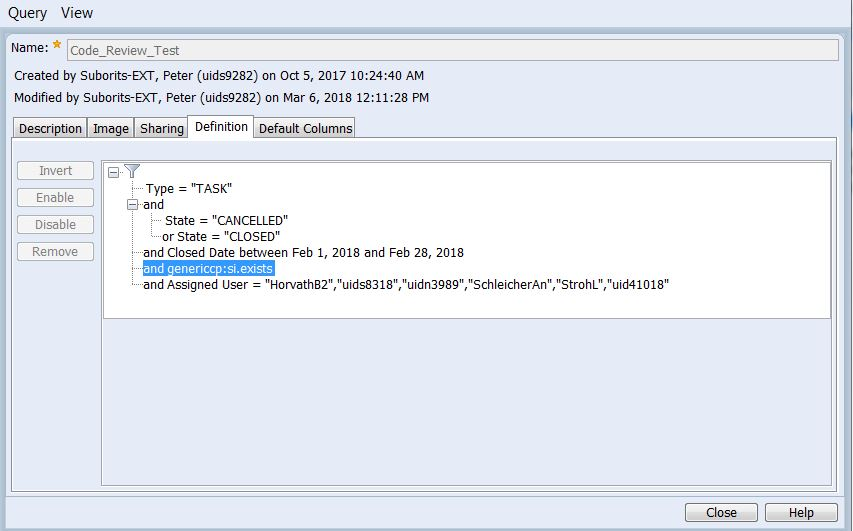 Query View
Name: Code_Review_Test
Created by Suborits-EXT, Peter (uids9282) on Oct 5, 2017 10:24:40 AM
Modified by Suborits-EXT, Peter (uids9282) on Mar 6, 2018 12:11:28 PM
Description Image Sharing Definition Default Columns
Invert
Enable
Disable
Remove
Type = "TASK"
and
State = "CANCELLED"
or State = "CLOSED"
and Closed Date between Feb 1, 2018 and Feb 28, 2018
and genericcp:si.exists
and Assigned User = "HorvathB2","uids8318","uidn3989","SchleicherAn","StrohL","uid41018"
Close Help